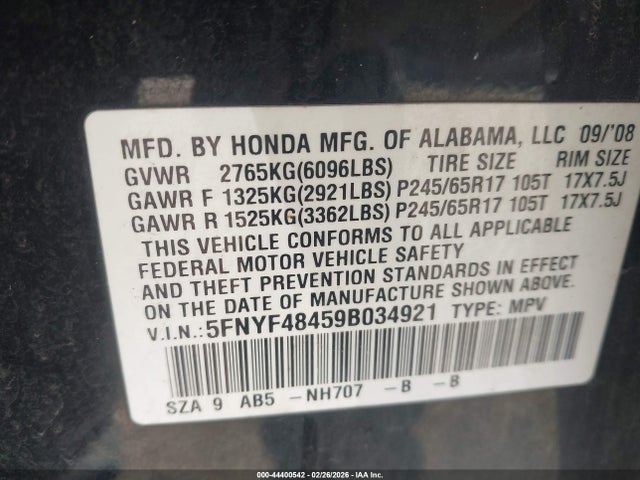 MFD. BY HONDA MFG. OF ALABAMA, LLC 09/'08
GVWR 2765KG(6096LBS) TIRE SIZE RIM SIZE
GAWR F 1325KG(2921LBS) P245/65R17 105T 17X7.5J
GAWR R 1525KG(3362LBS) P245/65R17 105T 17X7.5J
THIS VEHICLE CONFORMS TO ALL APPLICABLE
FEDERAL MOTOR VEHICLE SAFETY
AND THEFT PREVENTION STANDARDS IN EFFECT
ON THE DATE OF MANUFACTURE SHOWN ABOVE.
V.I.N.: 5FNYF48459B034921 TYPE: MPV
SZA 9 AB5 -NH707 -B -B
000-44400542 - 02/26/2026 - IAA Inc.